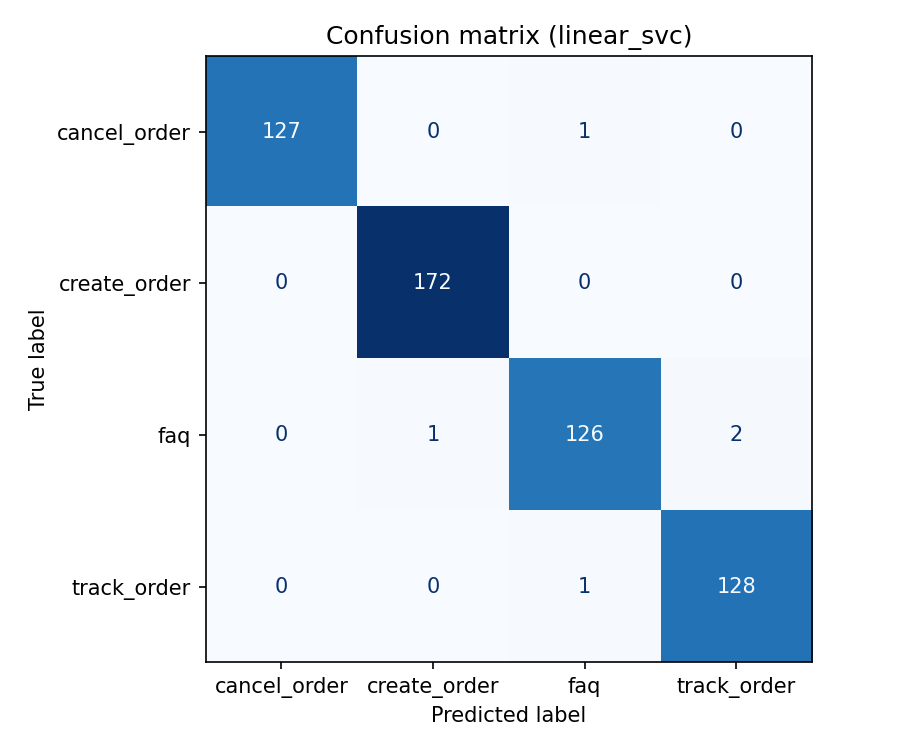 Confusion matrix (linear_svc)
True label
cancel_order 127 0 1 0
create_order 0 172 0 0
faq 0 1 126 2
track_order 0 0 1 128
cancel_order create_order faq track_order
Predicted label